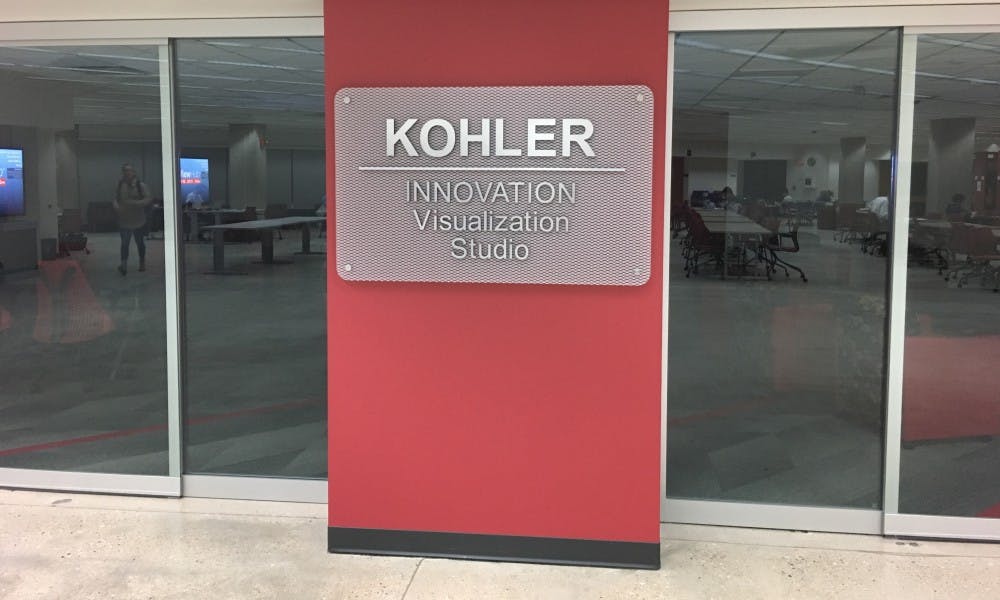 KOHLER
INNOVATION
Visualization
Studio